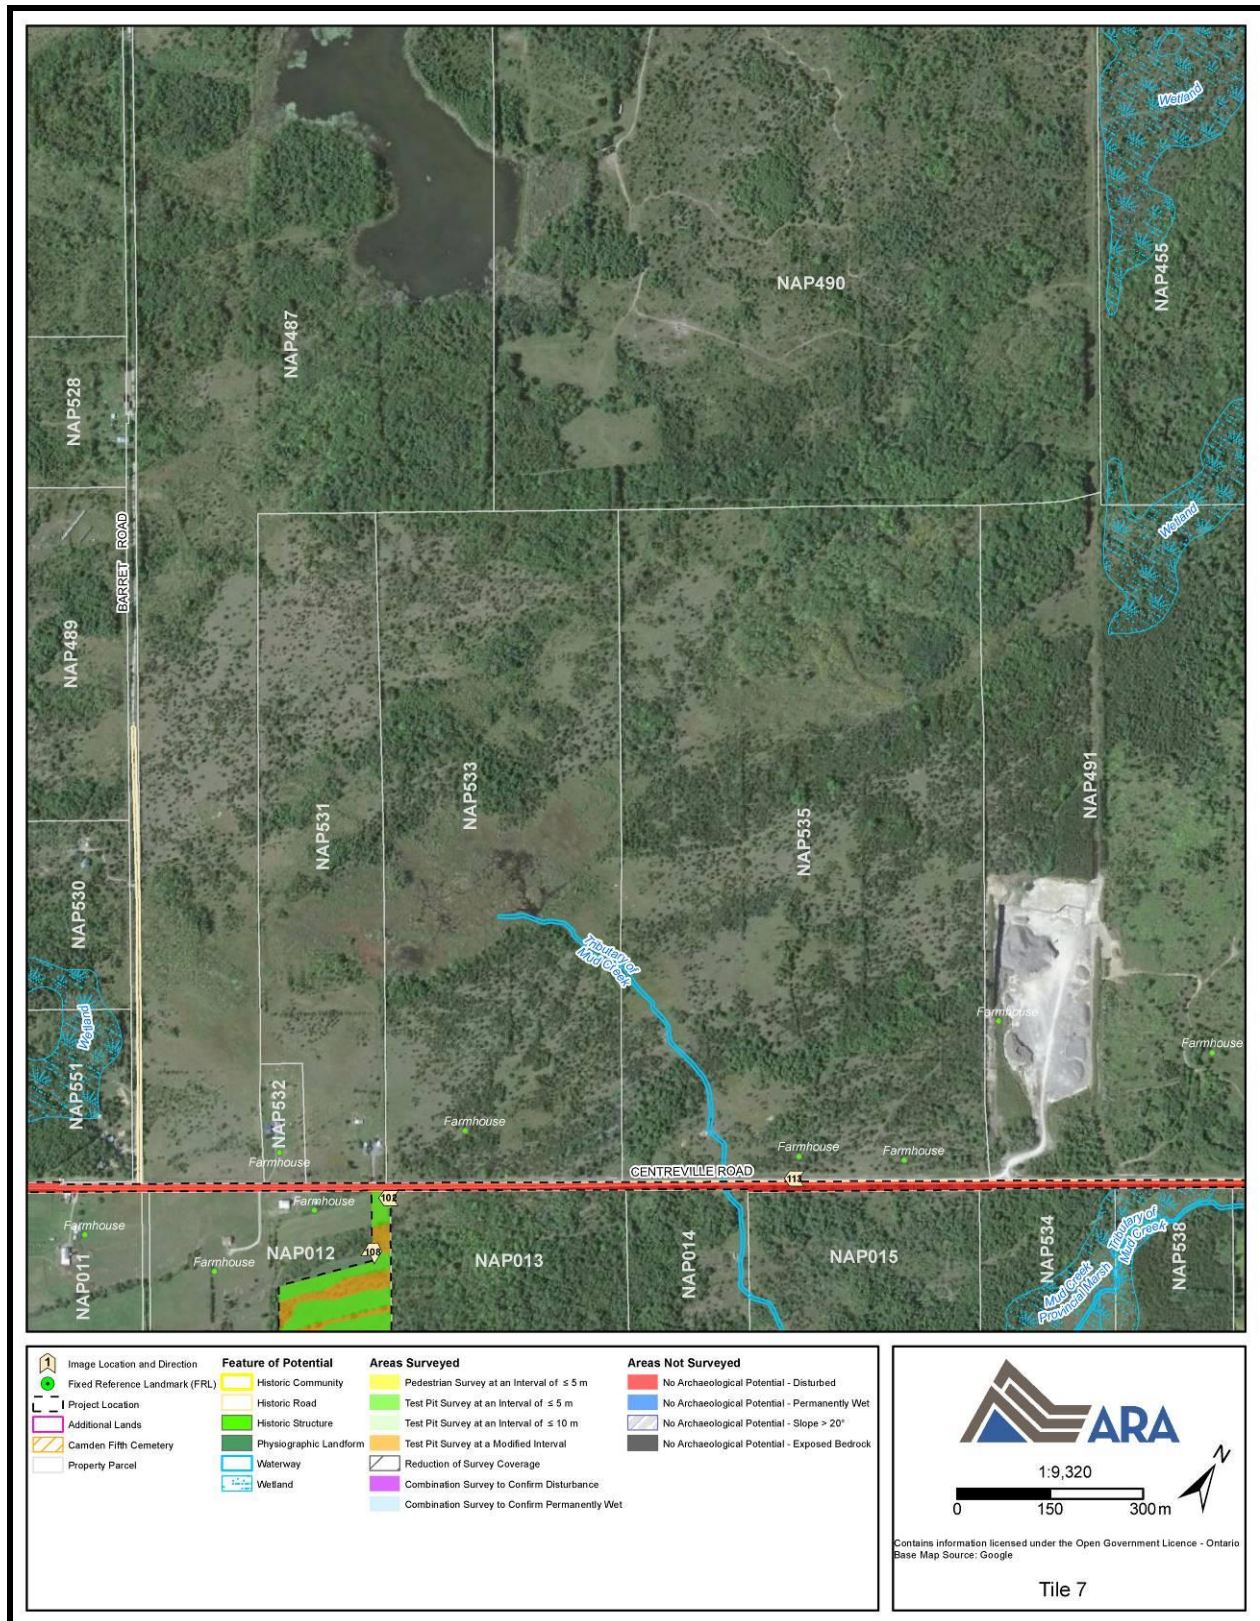 Wetland
NAP455
NAP490
NAP487
NAP528
Wetland
BARRET ROAD
NAP489
NAP533
NAP531
NAP535
NAP491
NAP530
Tributary of
Mud Creek
Wetland
NAP551
Farmhouse
Farmhouse
NAP532
Farmhouse
Farmhouse
Farmhouse
Farmhouse
CENTREVILLE ROAD
113
102
Farmhouse
Farmhouse
NAP011
NAP012
108
Farmhouse
NAP013
NAP014
NAP015
NAP534
Mud Creek
Provincial Marsh
Tributary of
Mud Creek
NAP538
1 Image Location and Direction
Fixed Reference Landmark (FRL)
Project Location
Additional Lands
Camden Fifth Cemetery
Property Parcel
Feature of Potential
Historic Community
Historic Road
Historic Structure
Physiographic Landform
Waterway
Wetland
Areas Surveyed
Pedestrian Survey at an Interval of ≤ 5 m
Test Pit Survey at an Interval of ≤ 5 m
Test Pit Survey at an Interval of ≤ 10 m
Test Pit Survey at a Modified Interval
Reduction of Survey Coverage
Combination Survey to Confirm Disturbance
Combination Survey to Confirm Permanently Wet
Areas Not Surveyed
No Archaeological Potential - Disturbed
No Archaeological Potential - Permanently Wet
No Archaeological Potential - Slope > 20°
No Archaeological Potential - Exposed Bedrock
ARA
N
1:9,320
0 150 300 m
Contains information licensed under the Open Government Licence - Ontario
Base Map Source: Google
Tile 7